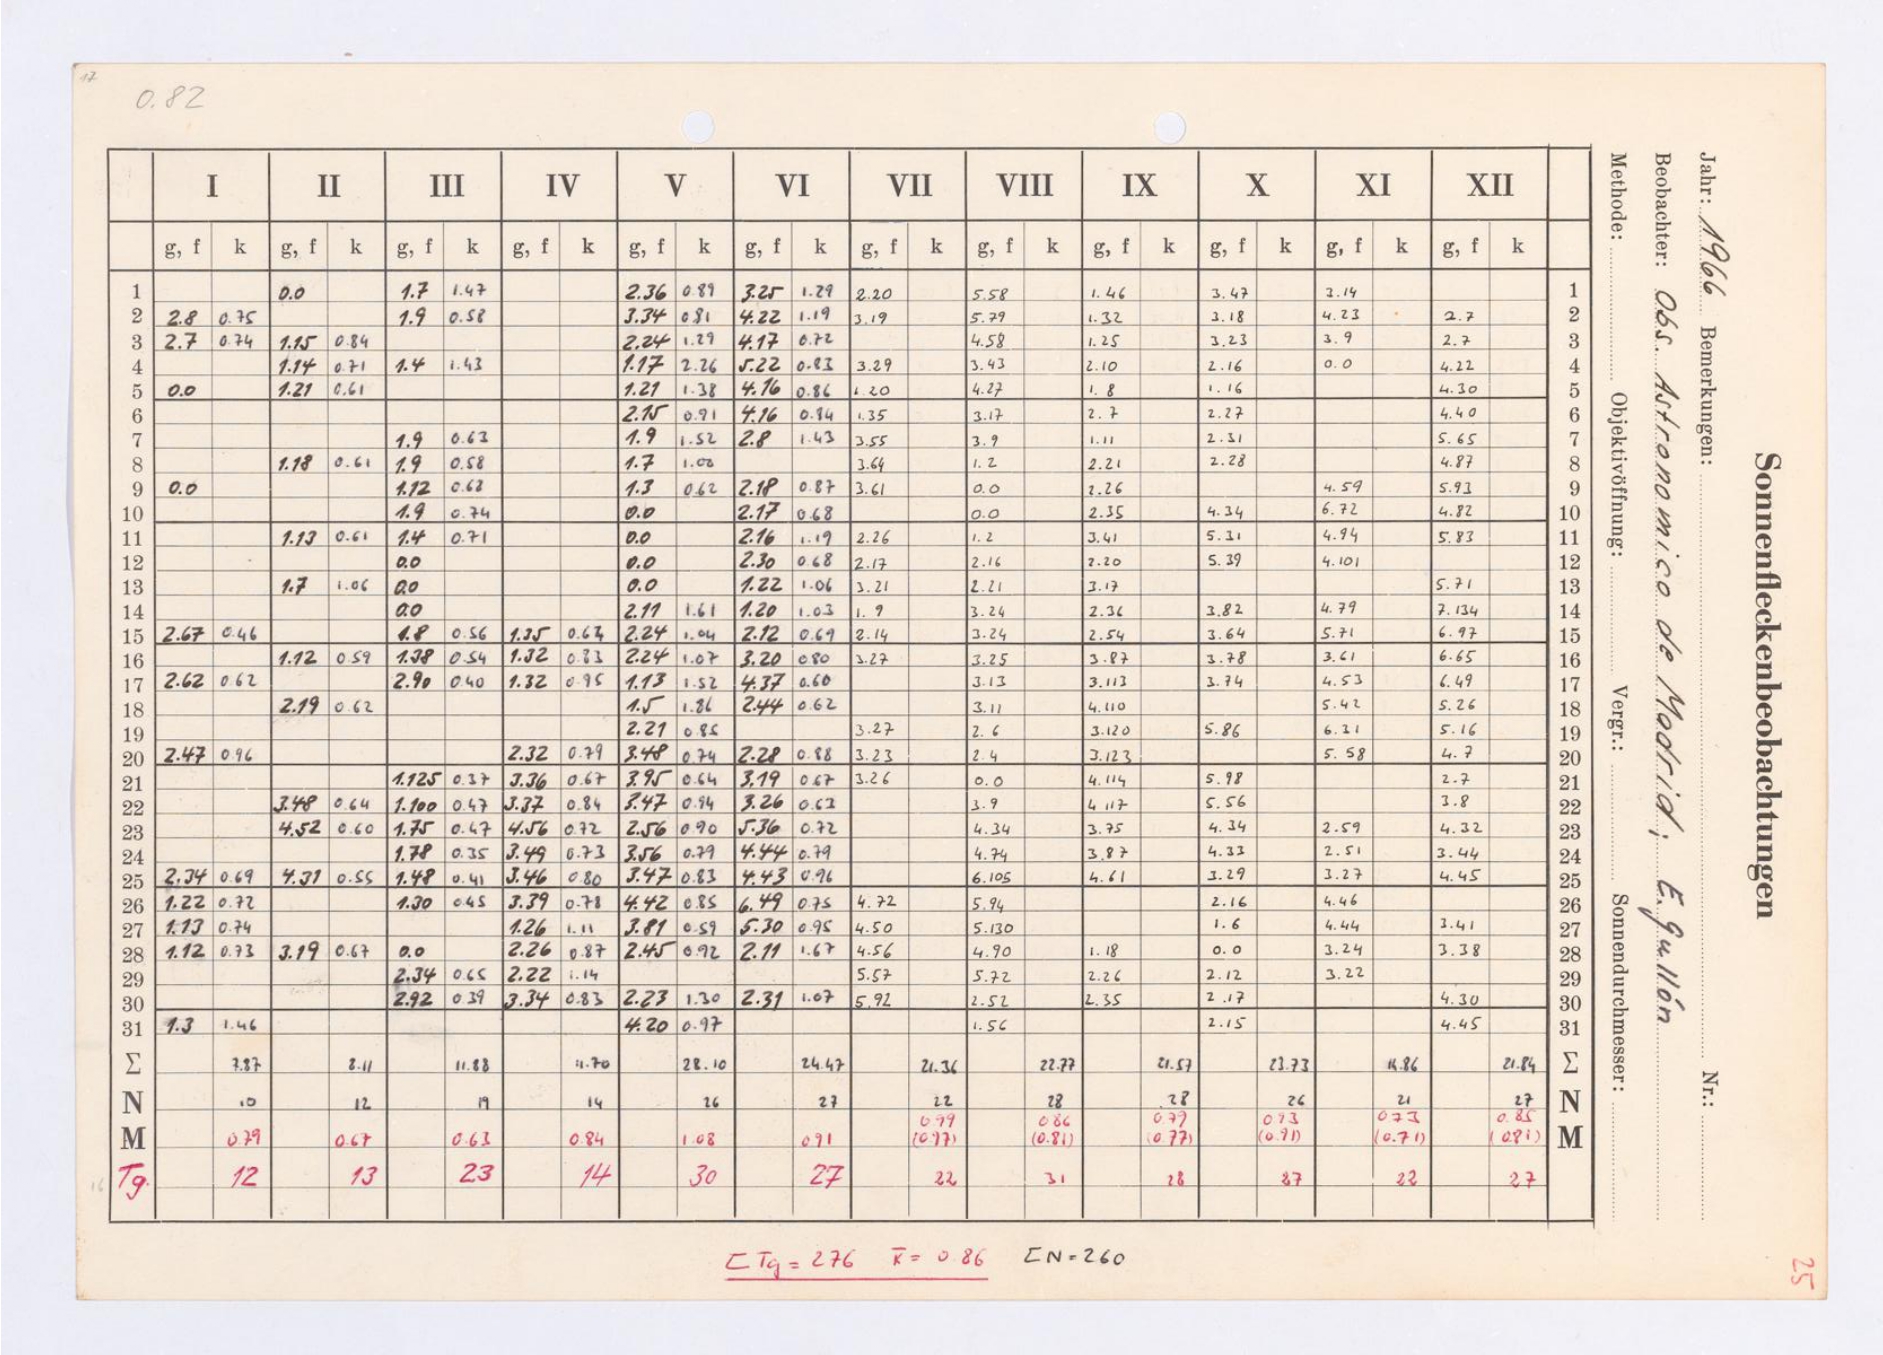 17
0.82
Sonnenfleckenbeobachtungen
Jahr: 1966 Bemerkungen: Nr.:
Beobachter: Obs. Astronomico de Madrid; E. Gullón
Methode: Objektivöffnung: Vergr.: Sonnendurchmesser:
I II III IV V VI VII VIII IX X XI XII
g, f k g, f k g, f k g, f k g, f k g, f k g, f k g, f k g, f k g, f k g, f k g, f k
1 0.0 1.7 1.47 2.36 0.89 3.25 1.29 2.20 5.58 1.46 3.47 3.14 1
2 2.8 0.75 1.9 0.58 3.34 0.81 4.22 1.19 3.19 5.79 1.32 3.18 4.23 2.7 2
3 2.7 0.74 1.15 0.84 2.24 1.29 4.17 0.72 4.58 1.25 3.23 3.9 2.7 3
4 1.14 0.71 1.4 1.43 1.17 2.26 5.22 0.83 3.29 3.43 2.10 2.16 0.0 4.22 4
5 0.0 1.21 0.61 1.21 1.38 4.16 0.86 1.20 4.27 1.8 1.16 4.30 5
6 2.15 0.91 4.16 0.84 1.35 3.17 2.7 2.27 4.40 6
7 1.9 0.63 1.9 1.52 2.8 1.43 3.55 3.9 1.11 2.31 5.65 7
8 1.18 0.61 1.9 0.58 1.7 1.00 3.64 1.2 2.21 2.28 4.87 8
9 0.0 1.12 0.62 1.3 0.62 2.18 0.87 3.61 0.0 2.26 4.59 5.93 9
10 1.9 0.74 0.0 2.17 0.68 0.0 2.35 4.34 6.72 4.82 10
11 1.13 0.61 1.4 0.71 0.0 2.16 1.19 2.26 1.2 3.41 5.31 4.94 5.83 11
12 0.0 0.0 2.30 0.68 2.17 2.16 2.20 5.39 4.101 12
13 1.7 1.06 0.0 0.0 1.22 1.06 3.21 2.21 3.17 5.71 13
14 0.0 2.11 1.61 1.20 1.03 1.9 3.24 2.36 3.82 4.79 7.134 14
15 2.67 0.46 1.8 0.56 1.35 0.67 2.24 1.04 2.12 0.69 2.14 3.24 2.54 3.64 5.71 6.97 15
16 1.12 0.59 1.38 0.54 1.32 0.83 2.24 1.07 3.20 0.80 3.27 3.25 3.87 3.78 3.61 6.65 16
17 2.62 0.62 2.90 0.40 1.32 0.95 1.13 1.52 4.37 0.60 3.13 3.113 3.74 4.53 6.49 17
18 2.19 0.62 1.5 1.86 2.44 0.62 3.11 4.110 5.42 5.26 18
19 2.21 0.85 3.27 2.6 3.120 5.86 6.31 5.16 19
20 2.47 0.96 2.32 0.79 3.48 0.74 2.28 0.88 3.23 2.4 3.123 5.58 4.7 20
21 1.125 0.37 3.36 0.67 3.95 0.64 3.19 0.67 3.26 0.0 4.114 5.98 2.7 21
22 3.48 0.64 1.100 0.47 3.37 0.84 3.47 0.94 3.26 0.63 3.9 4.117 5.56 3.8 22
23 4.52 0.60 1.75 0.47 4.56 0.72 2.56 0.90 5.36 0.72 4.34 3.75 4.34 2.59 4.32 23
24 1.78 0.35 3.49 0.73 3.56 0.79 4.44 0.79 4.74 3.87 4.33 2.51 3.44 24
25 2.34 0.69 4.31 0.55 1.48 0.41 3.46 0.80 3.47 0.83 4.43 0.96 6.105 4.61 3.29 3.27 4.45 25
26 1.22 0.72 1.30 0.45 3.39 0.78 4.42 0.85 6.49 0.75 4.72 5.94 2.16 4.46 26
27 1.13 0.74 1.26 1.11 3.81 0.59 5.30 0.95 4.50 5.130 1.6 4.44 3.41 27
28 1.12 0.73 3.19 0.67 0.0 2.26 0.87 2.45 0.92 2.11 1.67 4.56 4.90 1.18 0.0 3.24 3.38 28
29 2.34 0.65 2.22 1.14 5.57 5.72 2.26 2.12 3.22 29
30 2.92 0.39 3.34 0.83 2.23 1.30 2.31 1.07 5.92 2.52 2.35 2.17 4.30 30
31 1.3 1.46 4.20 0.97 1.56 2.15 4.45 31
Σ 7.87 8.11 11.88 11.70 28.10 24.47 21.36 22.77 21.57 23.73 14.86 21.84 Σ
N 10 12 19 14 26 27 22 28 28 26 21 27 N
0.99 0.86 0.79 0.93 0.73 0.85
M 0.79 0.67 0.63 0.84 1.08 0.91 (0.97) (0.81) (0.77) (0.91) (0.71) (0.81) M
16 Tg. 12 13 23 14 30 27 22 31 28 27 22 27
Σ Tg = 276 k̄ = 0.86 ΣN = 260
25